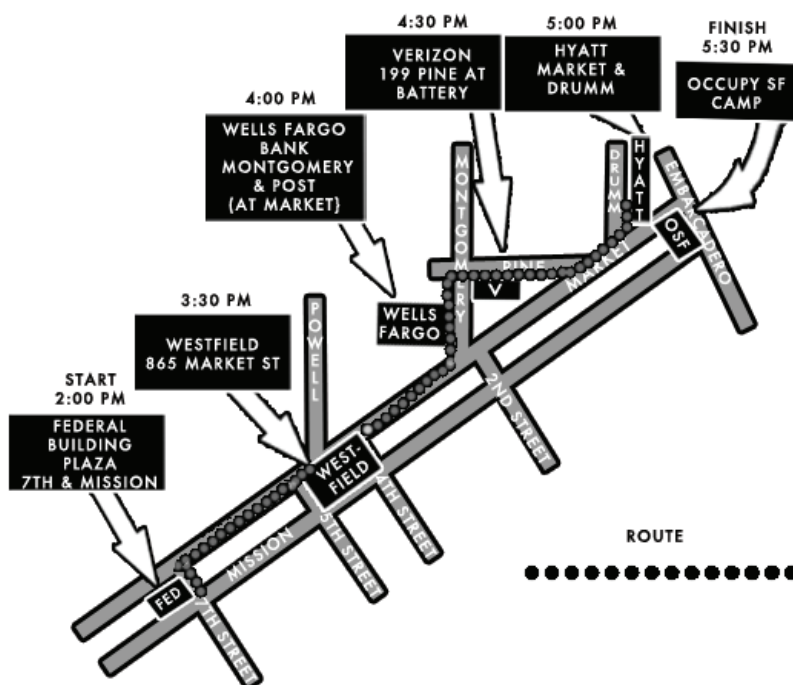 4:30 PM
VERIZON
199 PINE AT
BATTERY
5:00 PM
HYATT
MARKET &
DRUMM
FINISH
5:30 PM
OCCUPY SF
CAMP
4:00 PM
WELLS FARGO
BANK
MONTGOMERY
& POST
(AT MARKET}
3:30 PM
WESTFIELD
865 MARKET ST
START
2:00 PM
FEDERAL
BUILDING
PLAZA
7TH & MISSION
MONTGOMERY
DRUMM
HYATT
EMBARCADERO
OSF
PINE
V
MARKET
WELLS
FARGO
POWELL
2ND STREET
WEST-
FIELD
4TH STREET
5TH STREET
MISSION
FED
7TH STREET
ROUTE